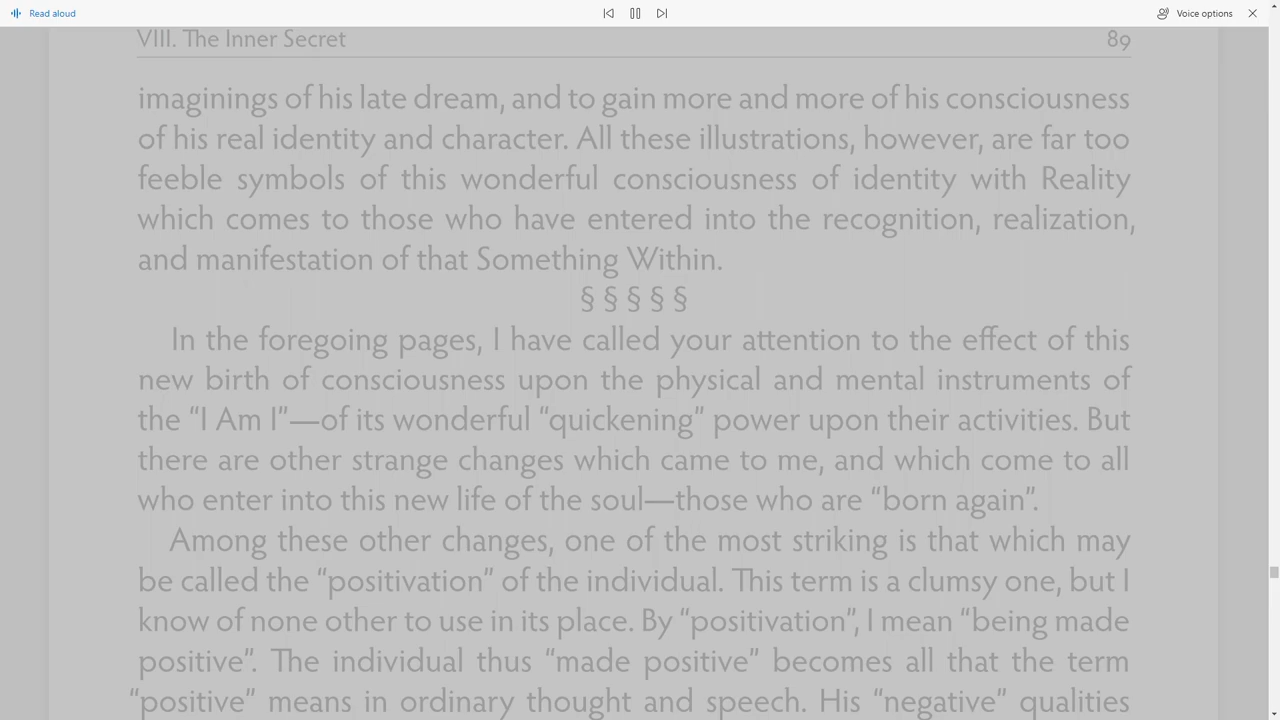 Read aloud
Voice options
VIII. The Inner Secret 89
imaginings of his late dream, and to gain more and more of his consciousness
of his real identity and character. All these illustrations, however, are far too
feeble symbols of this wonderful consciousness of identity with Reality
which comes to those who have entered into the recognition, realization,
and manifestation of that Something Within.
§ § § § §
In the foregoing pages, I have called your attention to the effect of this
new birth of consciousness upon the physical and mental instruments of
the “I Am I”—of its wonderful “quickening” power upon their activities. But
there are other strange changes which came to me, and which come to all
who enter into this new life of the soul—those who are “born again”.
Among these other changes, one of the most striking is that which may
be called the “positivation” of the individual. This term is a clumsy one, but I
know of none other to use in its place. By “positivation”, I mean “being made
positive”. The individual thus “made positive” becomes all that the term
“positive” means in ordinary thought and speech. His “negative” qualities